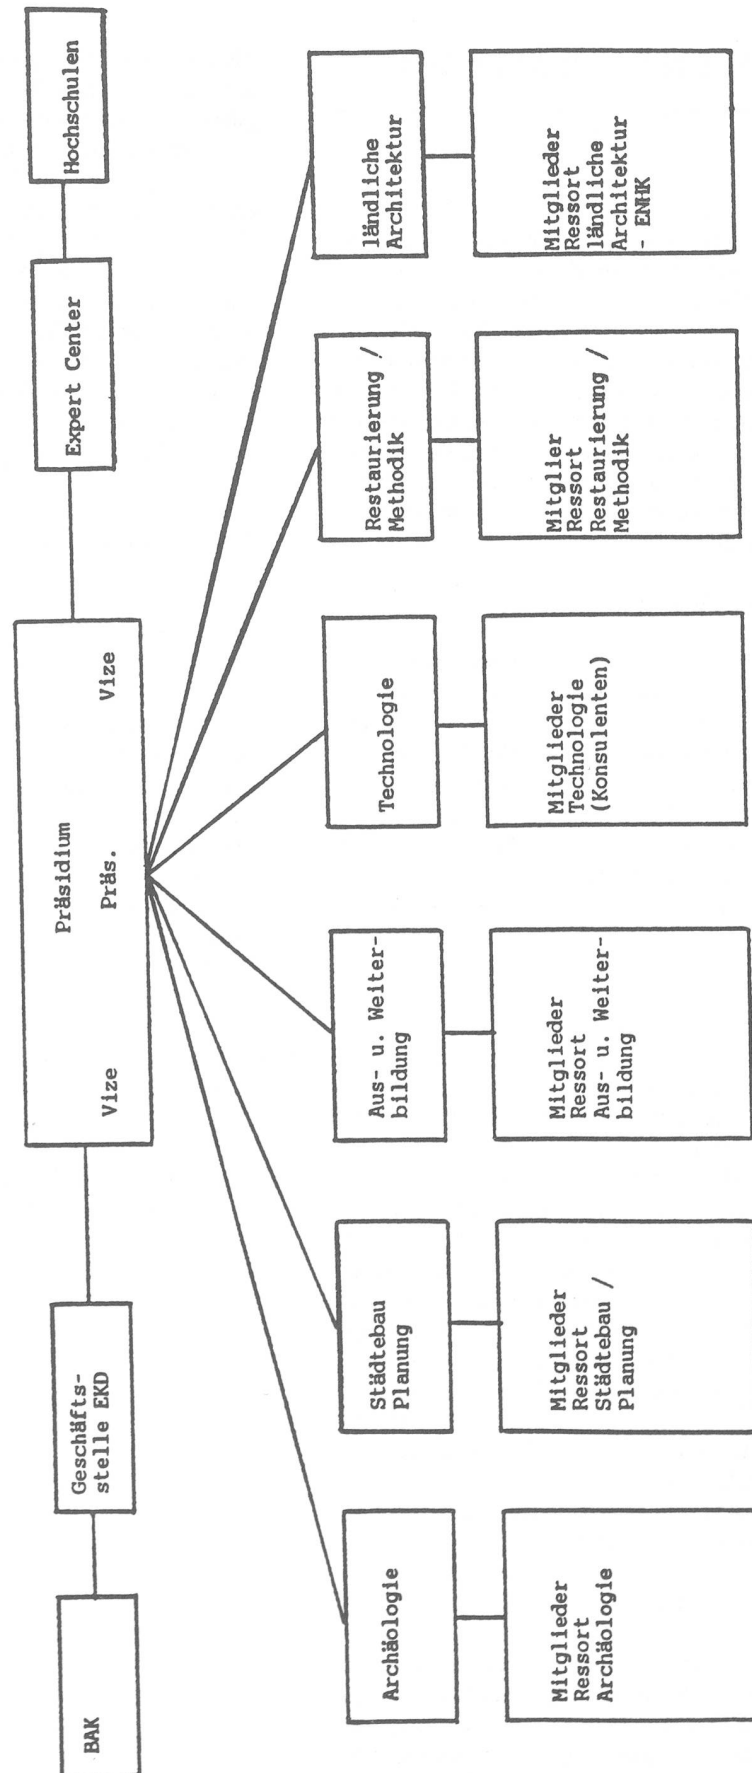 BAK
Geschäfts-
stelle EKD
Präsidium
Vize Präs. Vize
Expert Center
Hochschulen
Archäologie
Städtebau
Planung
Aus- u. Weiter-
bildung
Technologie
Restaurierung /
Methodik
ländliche
Architektur
Mitglieder
Ressort
Archäologie
Mitglieder
Ressort
Städtebau /
Planung
Mitglieder
Ressort
Aus- u. Weiter-
bildung
Mitglieder
Technologie
(Konsulenten)
Mitglier
Ressort
Restaurierung /
Methodik
Mitglieder
Ressort
ländliche
Architektur
- ENHK